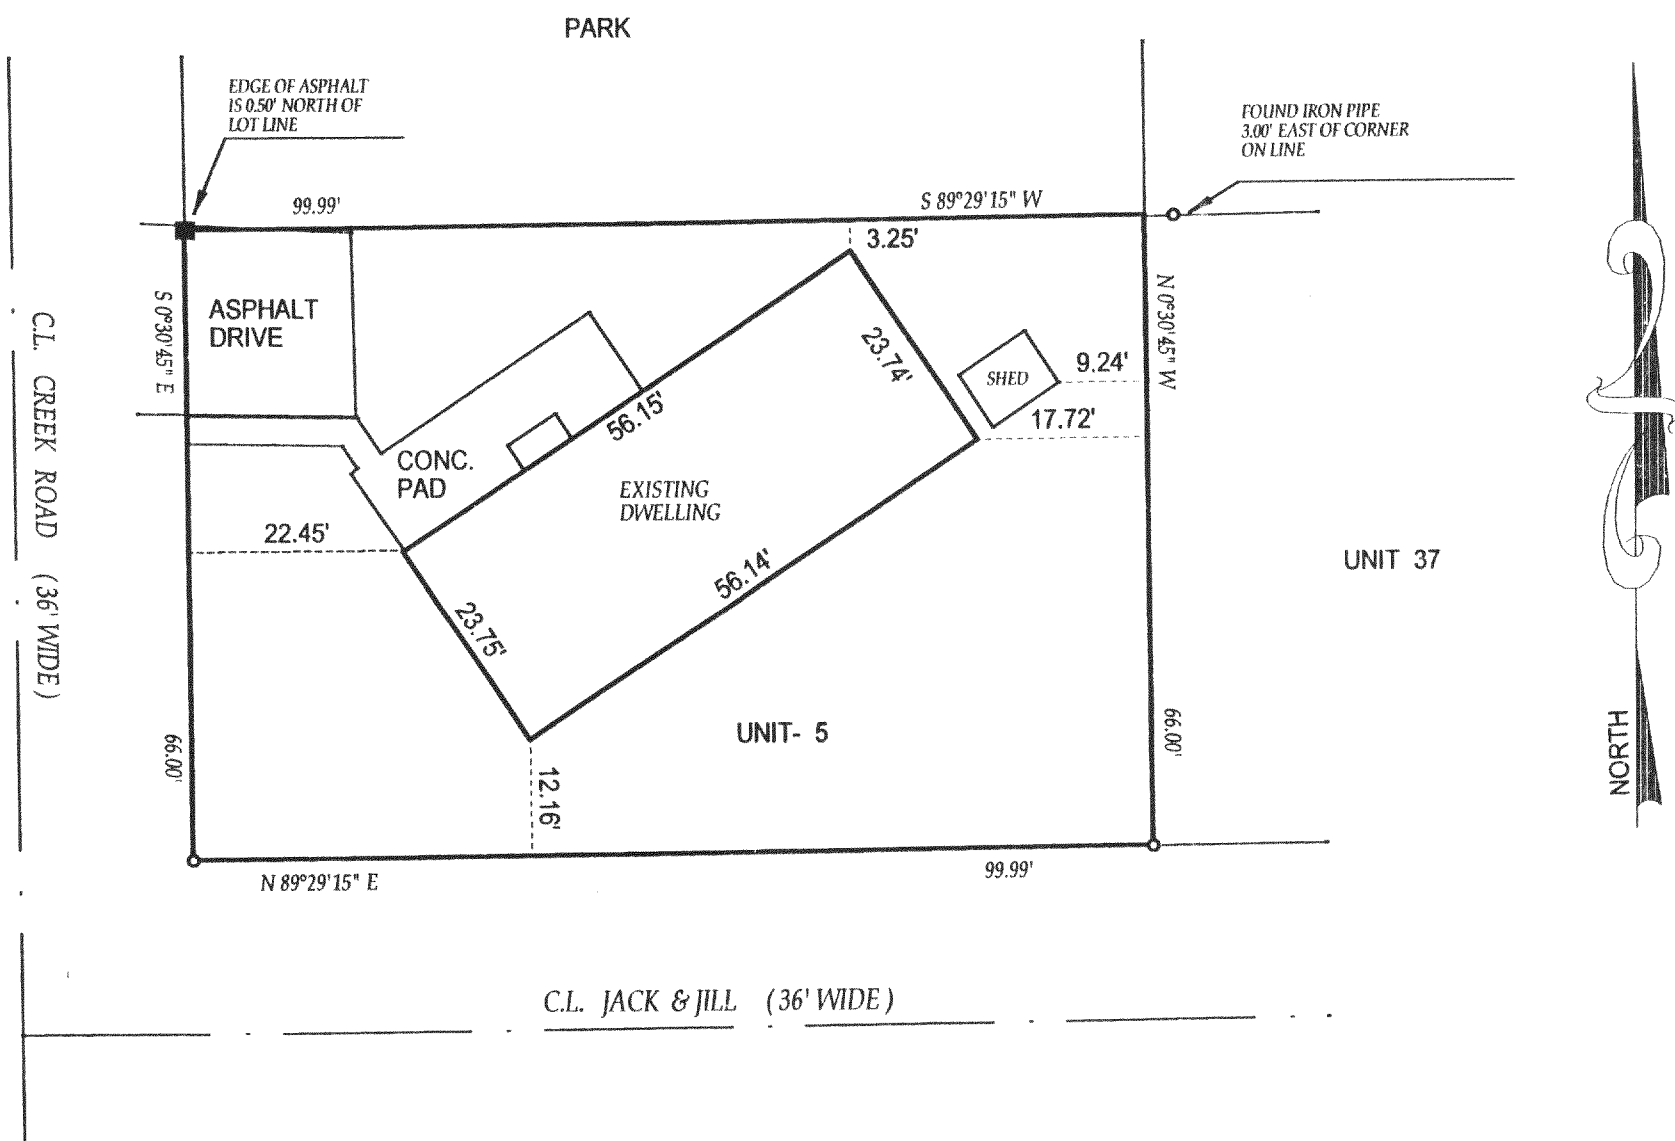 PARK
EDGE OF ASPHALT
IS 0.50' NORTH OF
LOT LINE
FOUND IRON PIPE
3.00' EAST OF CORNER
ON LINE
99.99'
S 89°29'15" W
3.25'
ASPHALT
DRIVE
S 0°30'45" E
N 0°30'45" W
23.74'
SHED
9.24'
17.72'
56.15'
C.L. CREEK ROAD (36' WIDE)
CONC.
PAD
EXISTING
DWELLING
22.45'
56.14'
UNIT 37
23.75'
UNIT- 5
66.00'
66.00'
12.16'
NORTH
N 89°29'15" E
99.99'
C.L. JACK & JILL (36' WIDE)